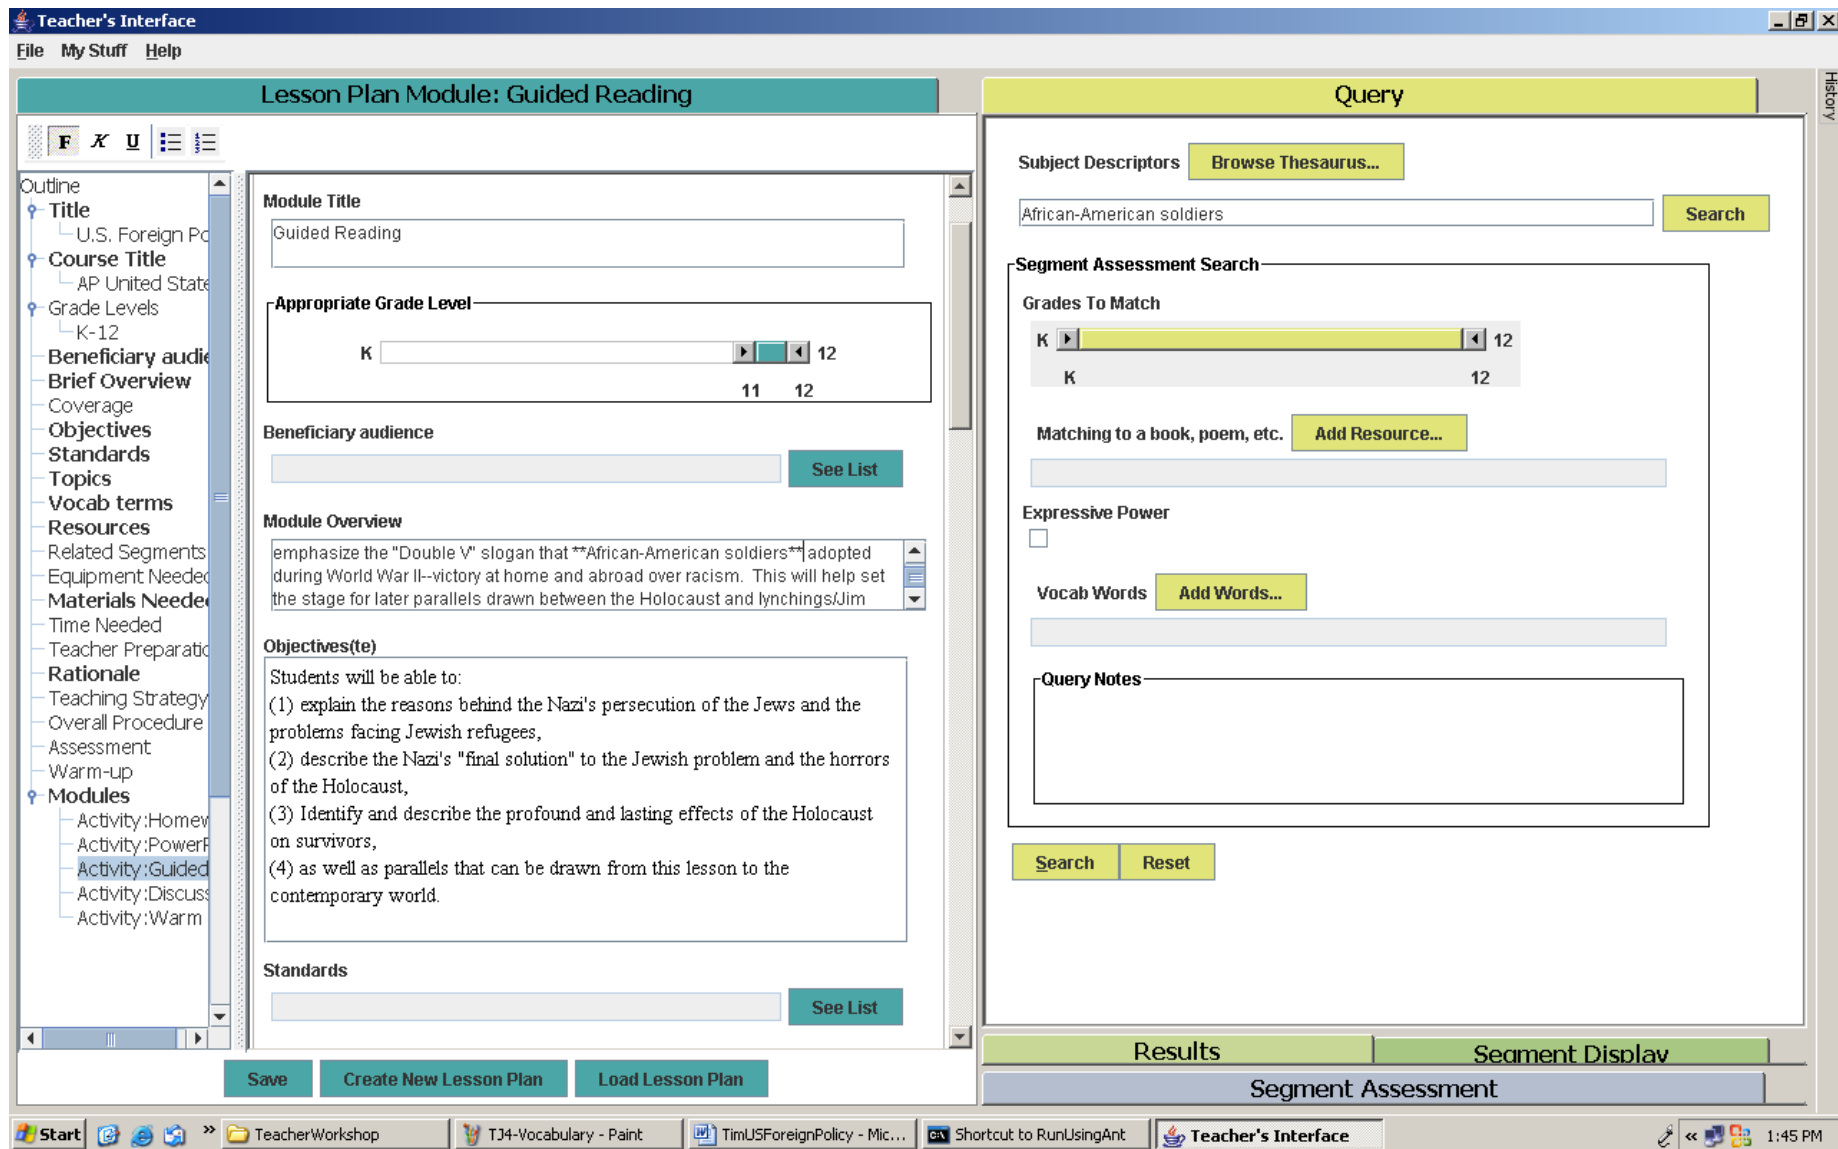 Teacher's Interface
File My Stuff Help
Lesson Plan Module: Guided Reading
F K U
Outline
Title
U.S. Foreign Po
Course Title
AP United State
Grade Levels
K-12
Beneficiary audie
Brief Overview
Coverage
Objectives
Standards
Topics
Vocab terms
Resources
Related Segments
Equipment Needed
Materials Needed
Time Needed
Teacher Preparatio
Rationale
Teaching Strategy
Overall Procedure
Assessment
Warm-up
Modules
Activity:Homew
Activity:PowerP
Activity:Guided
Activity:Discuss
Activity:Warm
Module Title
Guided Reading
Appropriate Grade Level
K 12
11 12
Beneficiary audience
See List
Module Overview
emphasize the "Double V" slogan that **African-American soldiers** adopted
during World War II--victory at home and abroad over racism. This will help set
the stage for later parallels drawn between the Holocaust and lynchings/Jim
Objectives(te)
Students will be able to:
(1) explain the reasons behind the Nazi's persecution of the Jews and the
problems facing Jewish refugees,
(2) describe the Nazi's "final solution" to the Jewish problem and the horrors
of the Holocaust,
(3) Identify and describe the profound and lasting effects of the Holocaust
on survivors,
(4) as well as parallels that can be drawn from this lesson to the
contemporary world.
Standards
See List
Save Create New Lesson Plan Load Lesson Plan
Query
History
Subject Descriptors Browse Thesaurus...
African-American soldiers Search
Segment Assessment Search
Grades To Match
K 12
K 12
Matching to a book, poem, etc. Add Resource...
Expressive Power
Vocab Words Add Words...
Query Notes
Search Reset
Results Segment Display
Segment Assessment
Start » TeacherWorkshop TJ4-Vocabulary - Paint TimUSForeignPolicy - Mic... Shortcut to RunUsingAnt Teacher's Interface « 1:45 PM